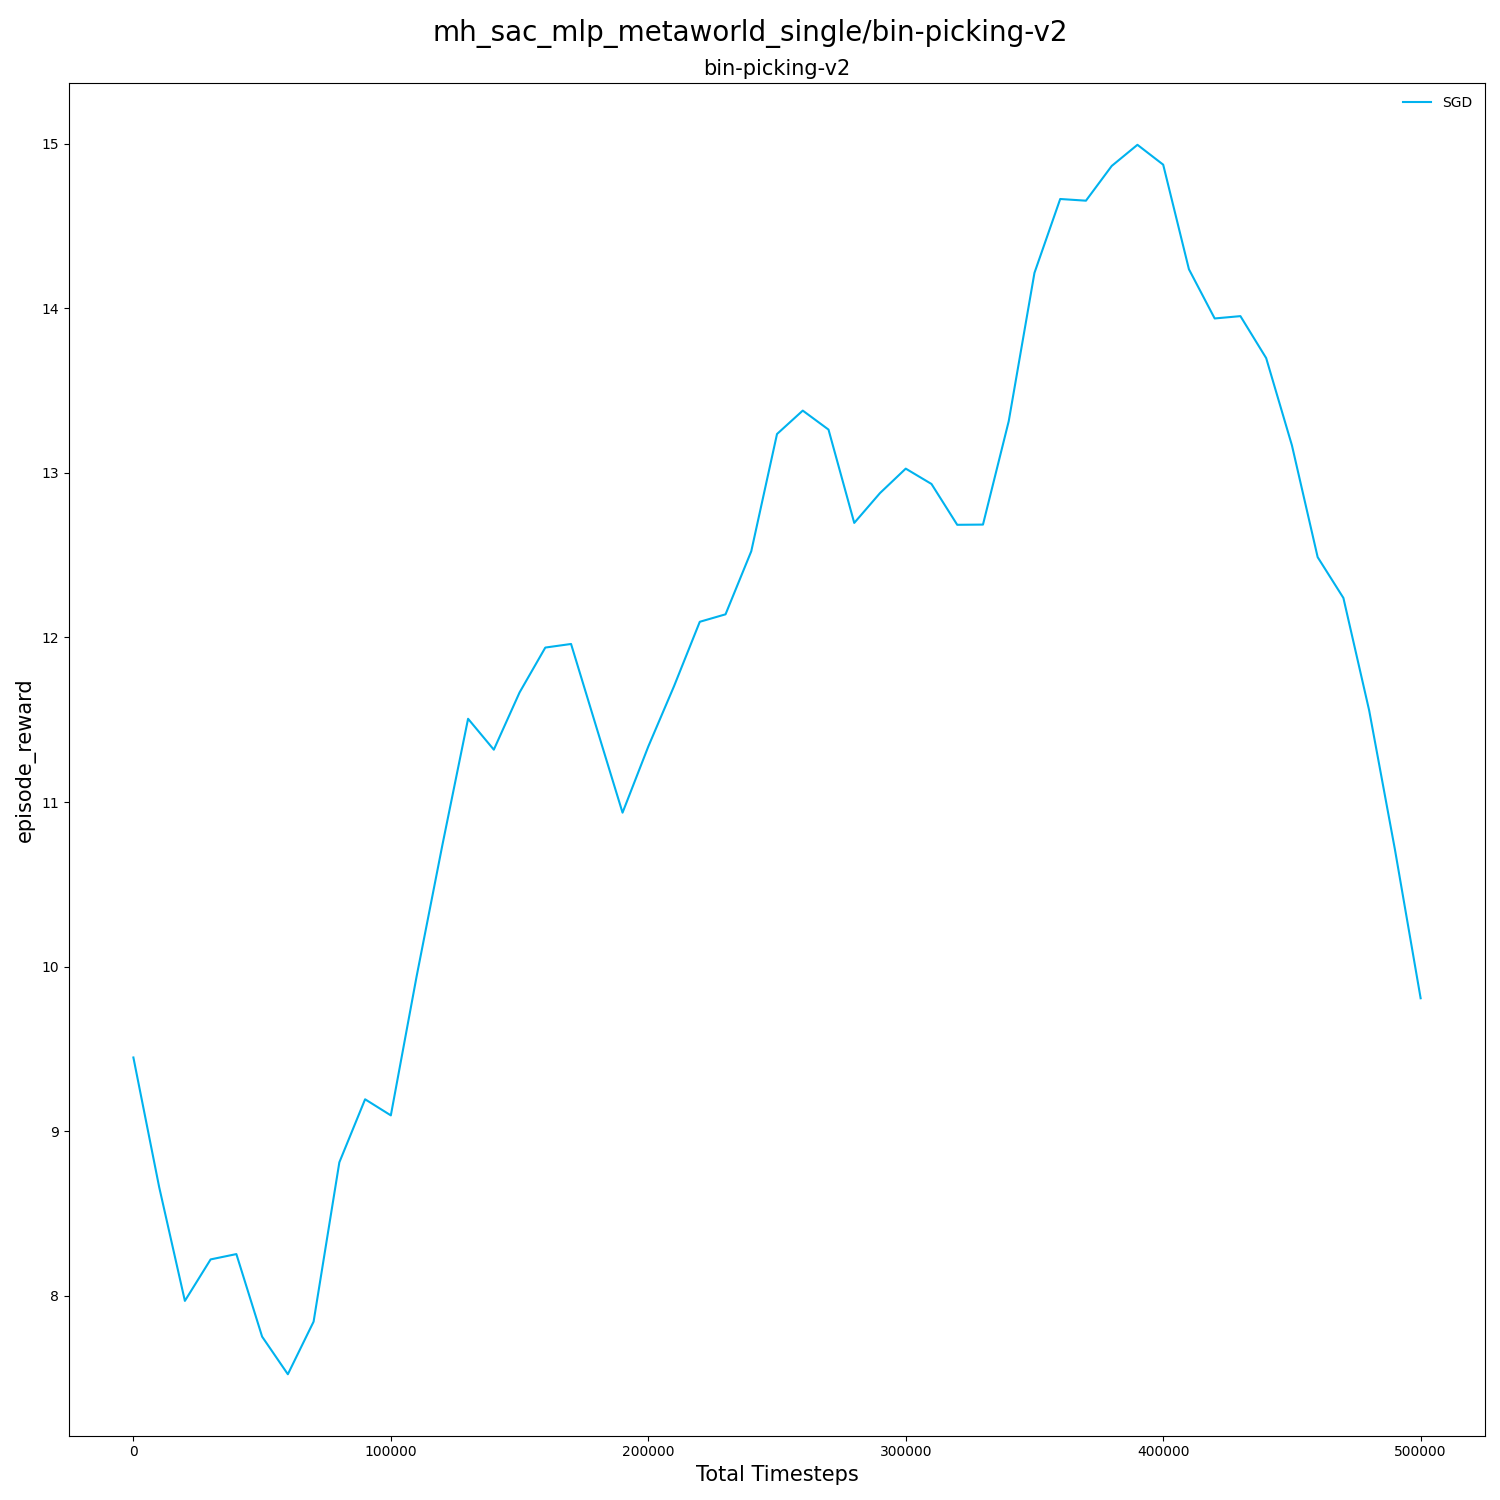 mh_sac_mlp_metaworld_single/bin-picking-v2
bin-picking-v2
SGD
15
14
13
12
11
10
9
8
episode_reward
0 100000 200000 300000 400000 500000
Total Timesteps